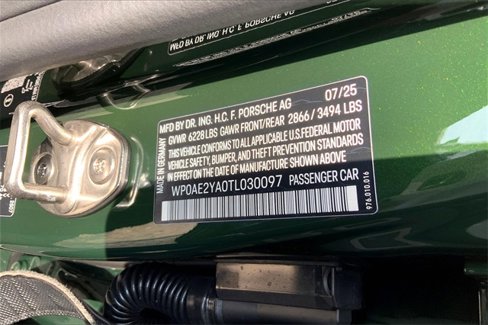 07/25
MFD BY DR. ING. H.C. F. PORSCHE AG
GVWR 6228 LBS GAWR FRONT/REAR 2866 / 3494 LBS
THIS VEHICLE CONFORMS TO ALL APPLICABLE U.S. FEDERAL MOTOR
VEHICLE SAFETY, BUMPER, AND THEFT PREVENTION STANDARDS
IN EFFECT ON THE DATE OF MANUFACTURE SHOWN ABOVE
WP0AE2YA0TL030097 PASSENGER CAR
MADE IN GERMANY
976.010.016